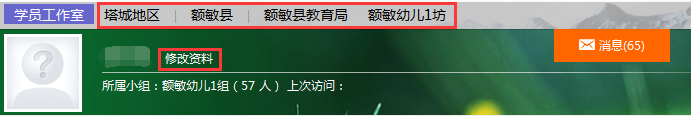 学员工作室 塔城地区 | 额敏县 | 额敏县教育局 额敏幼儿1坊
消息(65)
修改资料
所属小组：额敏幼儿1组 ( 57 人 ) 上次访问：